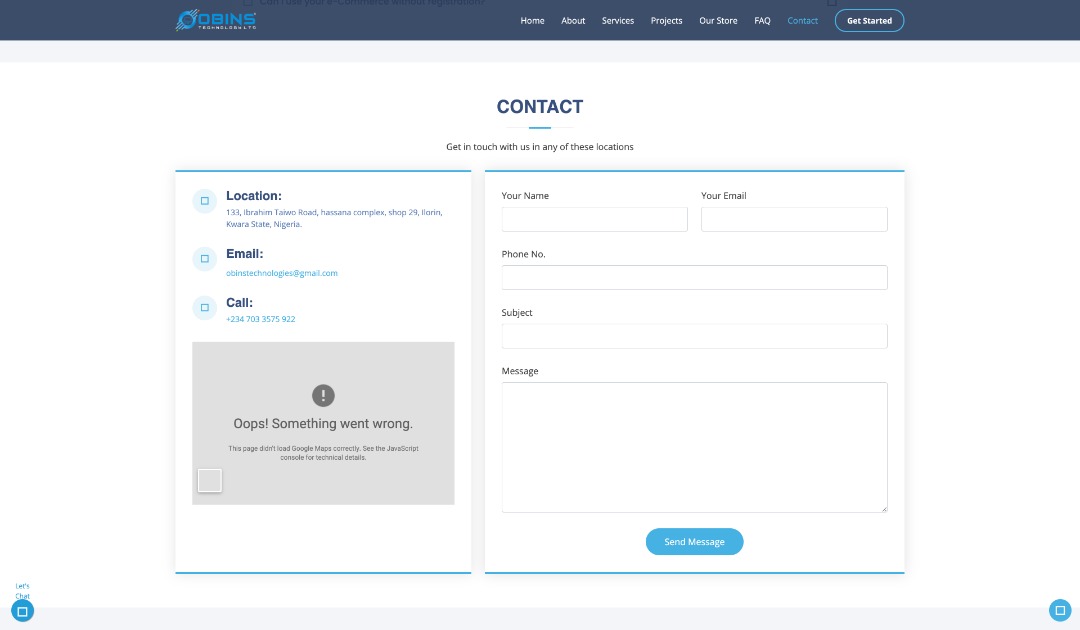 Can I use your e-Commerce without registration?
OBINS
TECHNOLOGY LTD
Home
About
Services
Projects
Our Store
FAQ
Contact
Get Started
CONTACT
Get in touch with us in any of these locations
Location:
133, Ibrahim Taiwo Road, hassana complex, shop 29, Ilorin,
Kwara State, Nigeria.
Email:
obinstechnologies@gmail.com
Call:
+234 703 3575 922
Oops! Something went wrong.
This page didn't load Google Maps correctly. See the JavaScript
console for technical details.
Your Name
Your Email
Phone No.
Subject
Message
Send Message
Let's
Chat